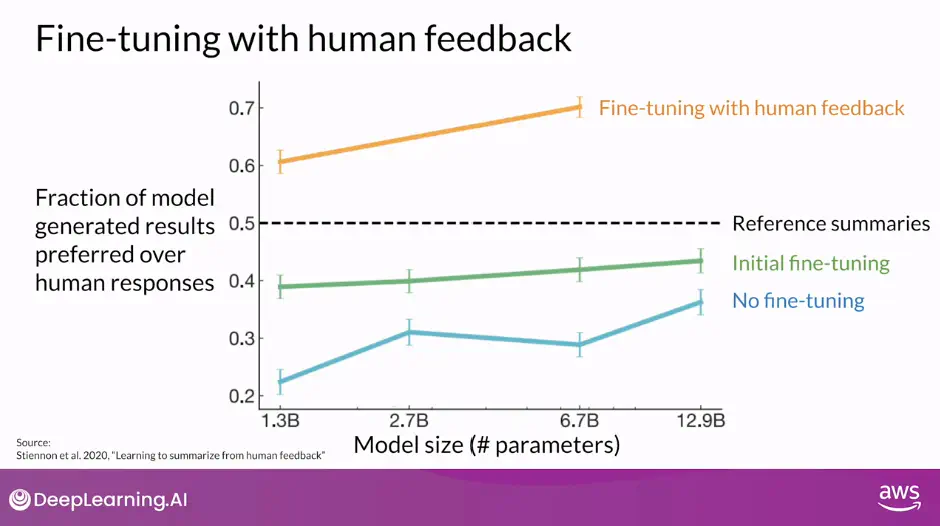 Fine-tuning with human feedback
Fraction of model
generated results
preferred over
human responses
0.7
0.6
0.5
0.4
0.3
0.2
Fine-tuning with human feedback
Reference summaries
Initial fine-tuning
No fine-tuning
1.3B 2.7B 6.7B 12.9B
Model size (# parameters)
Source:
Stiennon et al. 2020, "Learning to summarize from human feedback"
DeepLearning.AI
aws